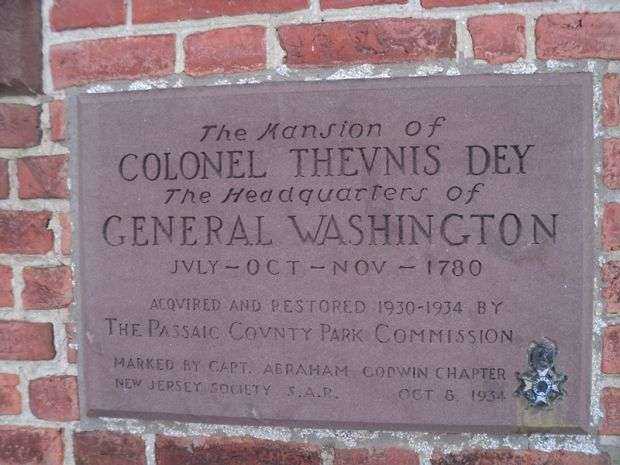 The Mansion of
COLONEL THEVNIS DEY
The Headquarters of
GENERAL WASHINGTON
JVLY - OCT - NOV - 1780
ACQVIRED AND RESTORED 1930-1934 BY
THE PASSAIC COVNTY PARK COMMISSION
MARKED BY CAPT. ABRAHAM GODWIN CHAPTER
NEW JERSEY SOCIETY S.A.R. OCT 8, 1934